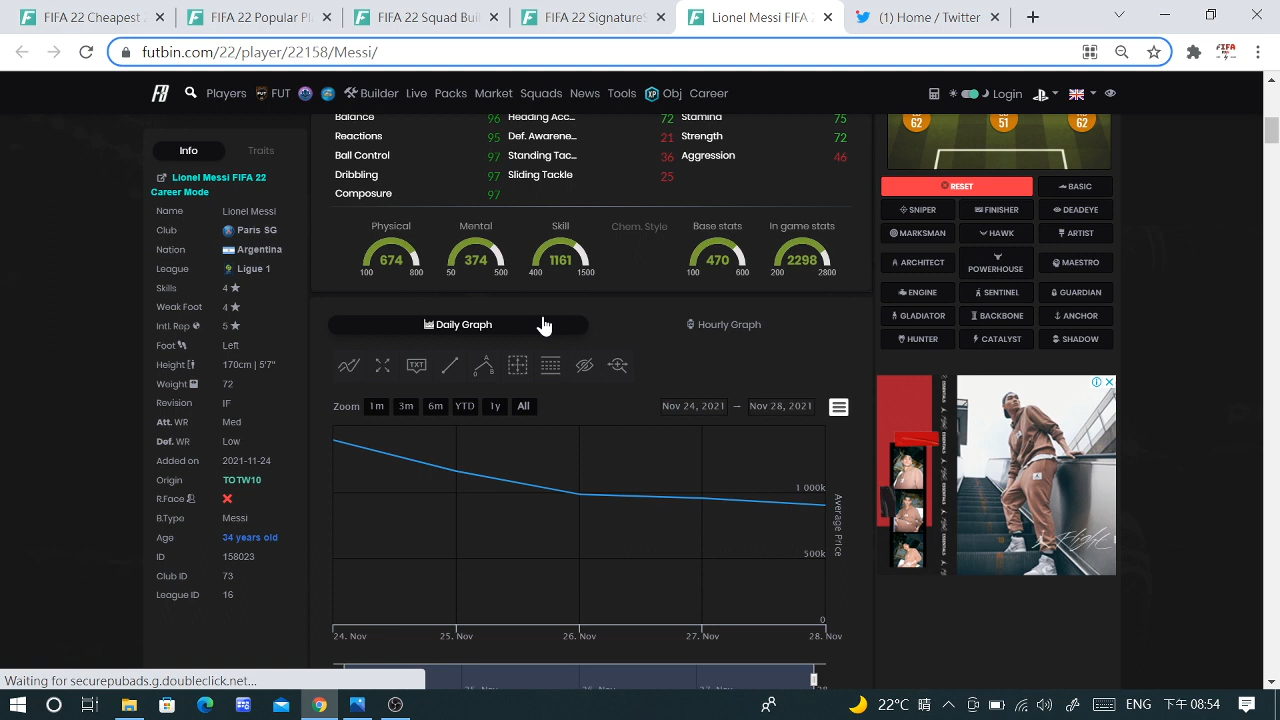 FIFA 22 Cheapest P
FIFA 22 Squad Buil
FIFA 22 SignatureS
Lionel Messi FIFA 2
(1) Home / Twitter
futbin.com/22/player/22158/Messi/
FIFA
Players FUT Builder Live Packs Market Squads News Tools Obj Career Login
Balance 96 Heading Acc... 72 Stamina 75
Reactions 95 Def. Awarene... 21 Strength 72
Ball Control 97 Standing Tac... 36 Aggression 46
Dribbling 97 Sliding Tackle 25
Composure 97
Physical Mental Skill Chem. Style Base stats In game stats
674 374 1161 470 2298
100 800 50 500 400 1500 100 600 200 2800
Info Traits
Lionel Messi FIFA 22
Career Mode
Name Lionel Messi
Club Paris SG
Nation Argentina
League Ligue 1
Skills 4
Weak Foot 4
Intl. Rep 5
Foot Left
Height 170cm | 5'7"
Weight 72
Revision IF
Att. WR Med
Def. WR Low
Added on 2021-11-24
Origin TOTW10
R.Face
B.Type Messi
Age 34 years old
ID 158023
Club ID 73
League ID 16
Daily Graph Hourly Graph
TXT
Zoom 1m 3m 6m YTD 1y All Nov 24, 2021 → Nov 28, 2021
1 000k
500k
0
Average Price
24. Nov 25. Nov 26. Nov 27. Nov 28. Nov
62 51 62
RESET BASIC
SNIPER FINISHER DEADEYE
MARKSMAN HAWK ARTIST
ARCHITECT POWERHOUSE MAESTRO
ENGINE SENTINEL GUARDIAN
GLADIATOR BACKBONE ANCHOR
HUNTER CATALYST SHADOW
Flight
Waiting for securepubads.g.doubleclick.net...
22°C 晴 ENG 下午 08:54